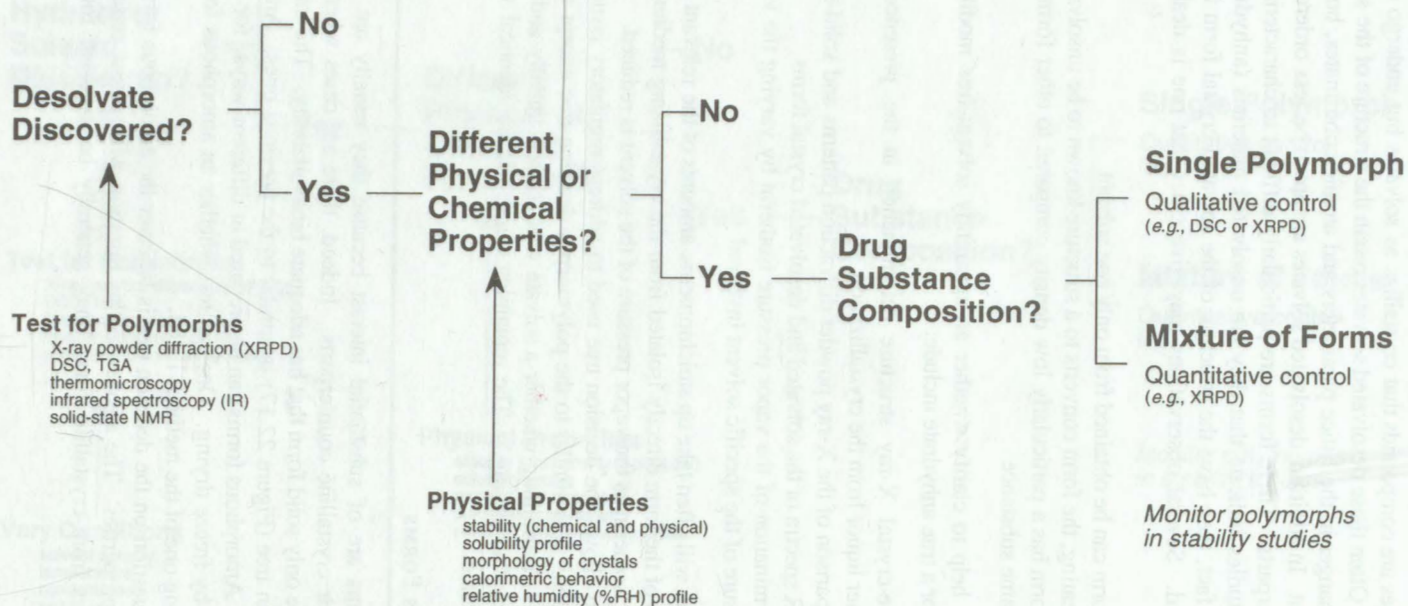 No
Desolvate
Discovered?
Yes
Test for Polymorphs
X-ray powder diffraction (XRPD)
DSC, TGA
thermomicroscopy
infrared spectroscopy (IR)
solid-state NMR
No
Different
Physical or
Chemical
Properties?
Yes
Physical Properties
stability (chemical and physical)
solubility profile
morphology of crystals
calorimetric behavior
relative humidity (%RH) profile
Drug
Substance
Composition?
Single Polymorph
Qualitative control
(e.g., DSC or XRPD)
Mixture of Forms
Quantitative control
(e.g., XRPD)
Monitor polymorphs
in stability studies